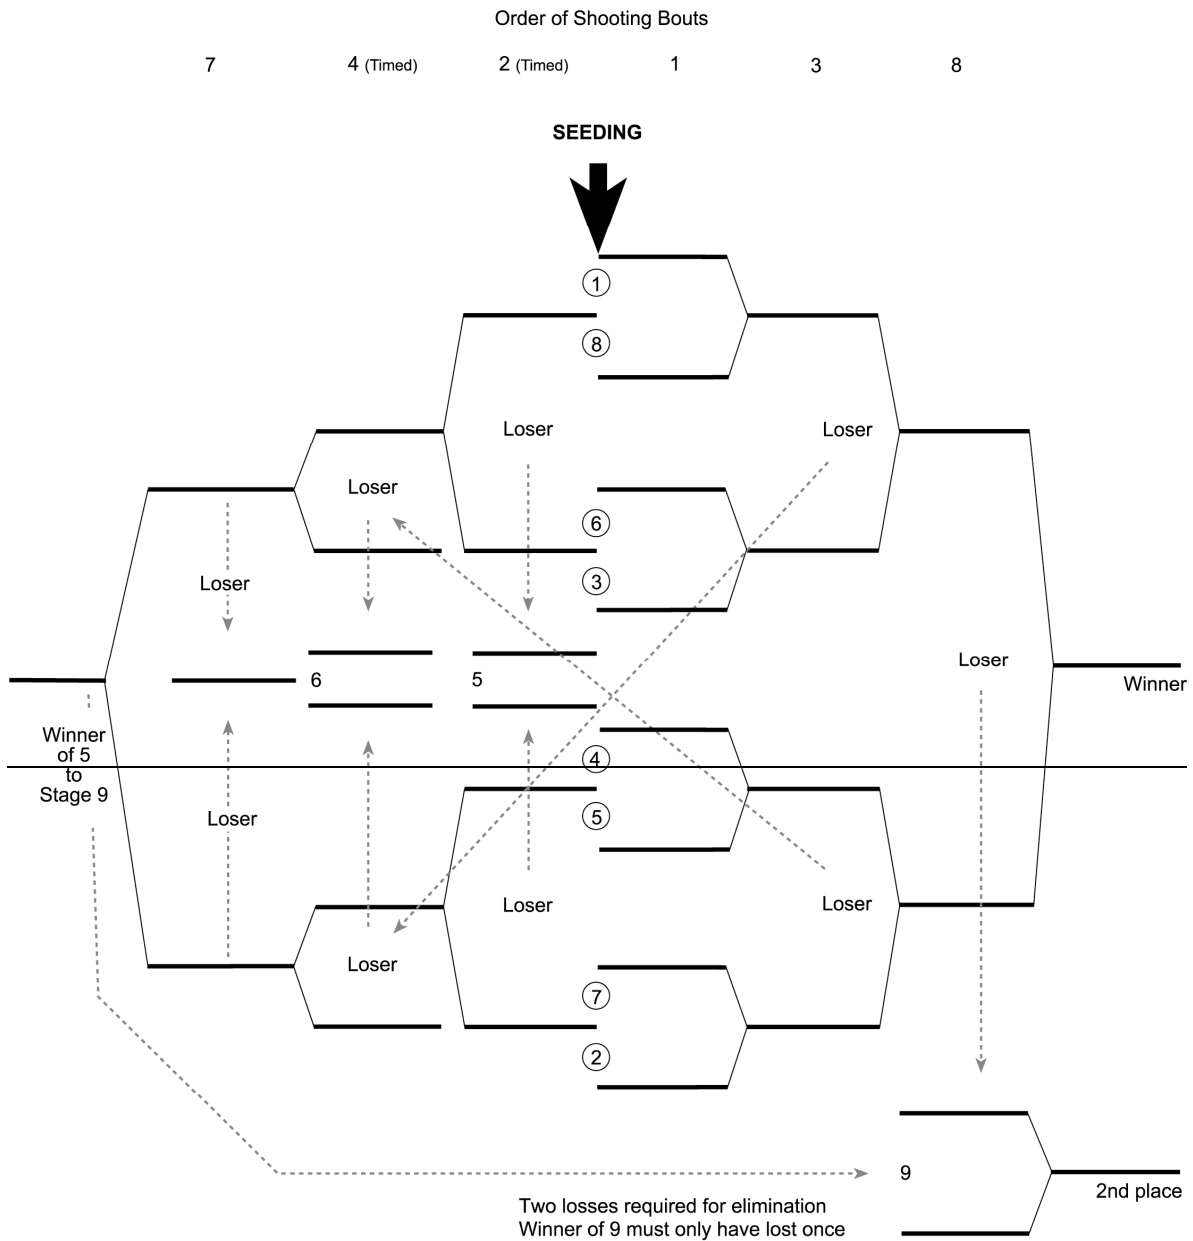 Order of Shooting Bouts
7 4 (Timed) 2 (Timed) 1 3 8
SEEDING
1
8
Loser Loser
Loser
6
3
Loser
Loser
6 5
Winner
Winner
of 5
to
Stage 9
4
5
Loser
Loser Loser
Loser
7
2
9
2nd place
Two losses required for elimination
Winner of 9 must only have lost once